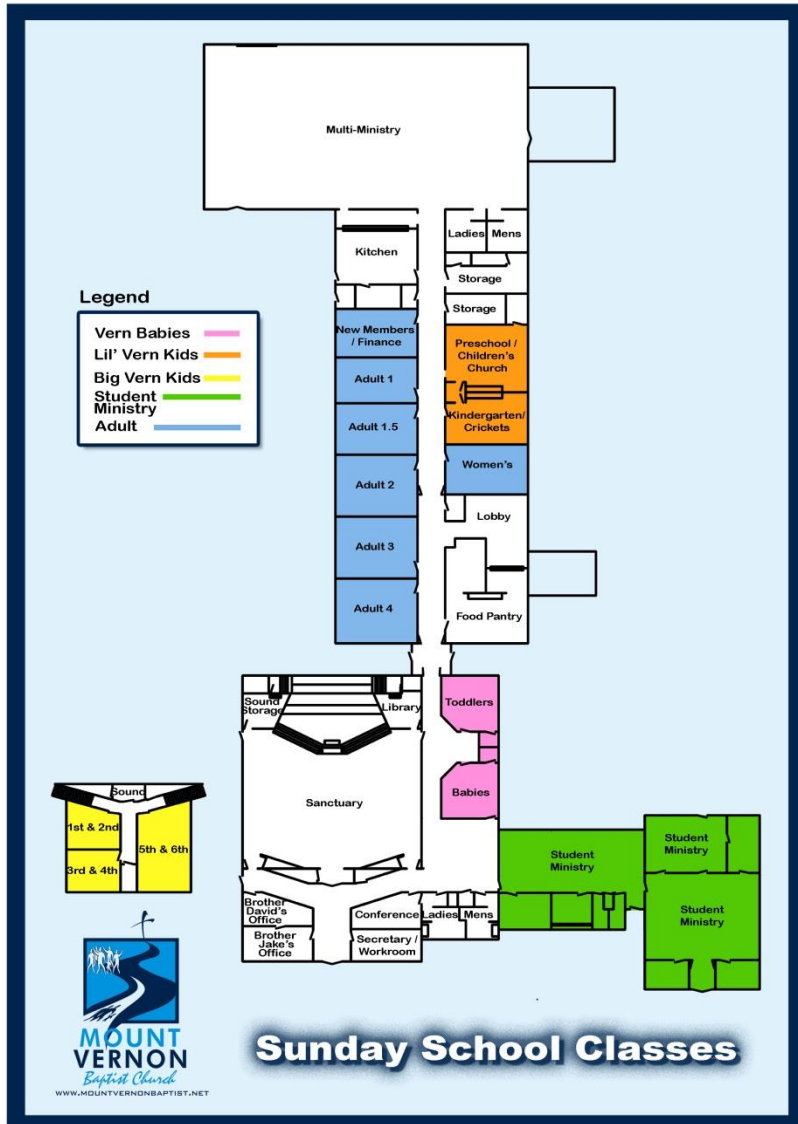 Multi-Ministry
Ladies
Mens
Kitchen
Storage
Storage
Legend
Vern Babies
Lil' Vern Kids
Big Vern Kids
Student
Ministry
Adult
New Members
/ Finance
Adult 1
Adult 1.5
Adult 2
Adult 3
Adult 4
Preschool /
Children's
Church
Kindergarten/
Crickets
Women's
Lobby
Food Pantry
Sound
Storage
Library
Toddlers
Sanctuary
Babies
Sound
1st & 2nd
3rd & 4th
5th & 6th
Student
Ministry
Student
Ministry
Student
Ministry
Brother
David's
Office
Brother
Jake's
Office
Conference
Secretary /
Workroom
Ladies
Mens
MOUNT
VERNON
Baptist Church
WWW.MOUNTVERNONBAPTIST.NET
Sunday School Classes